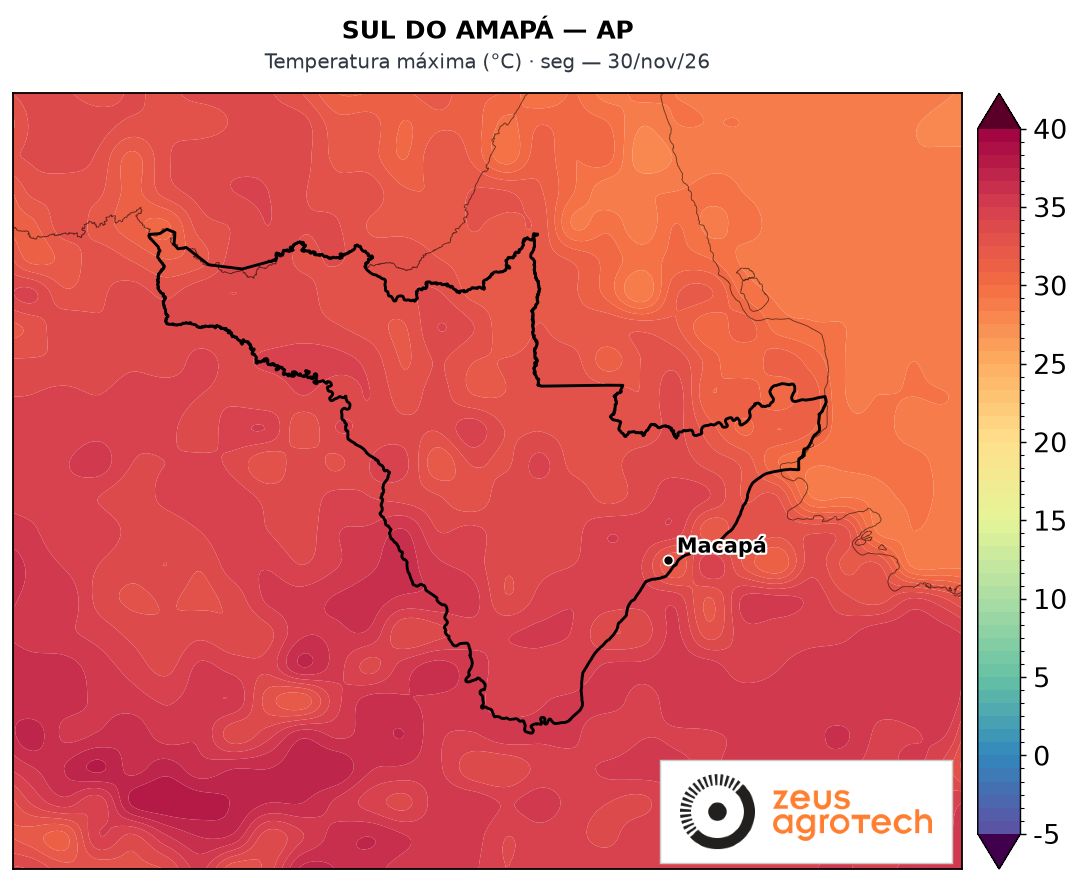 SUL DO AMAPÁ — AP
Temperatura máxima (°C) · seg — 30/nov/26
40
35
30
25
20
15
10
5
0
-5
Macapá
zeus
agrotech